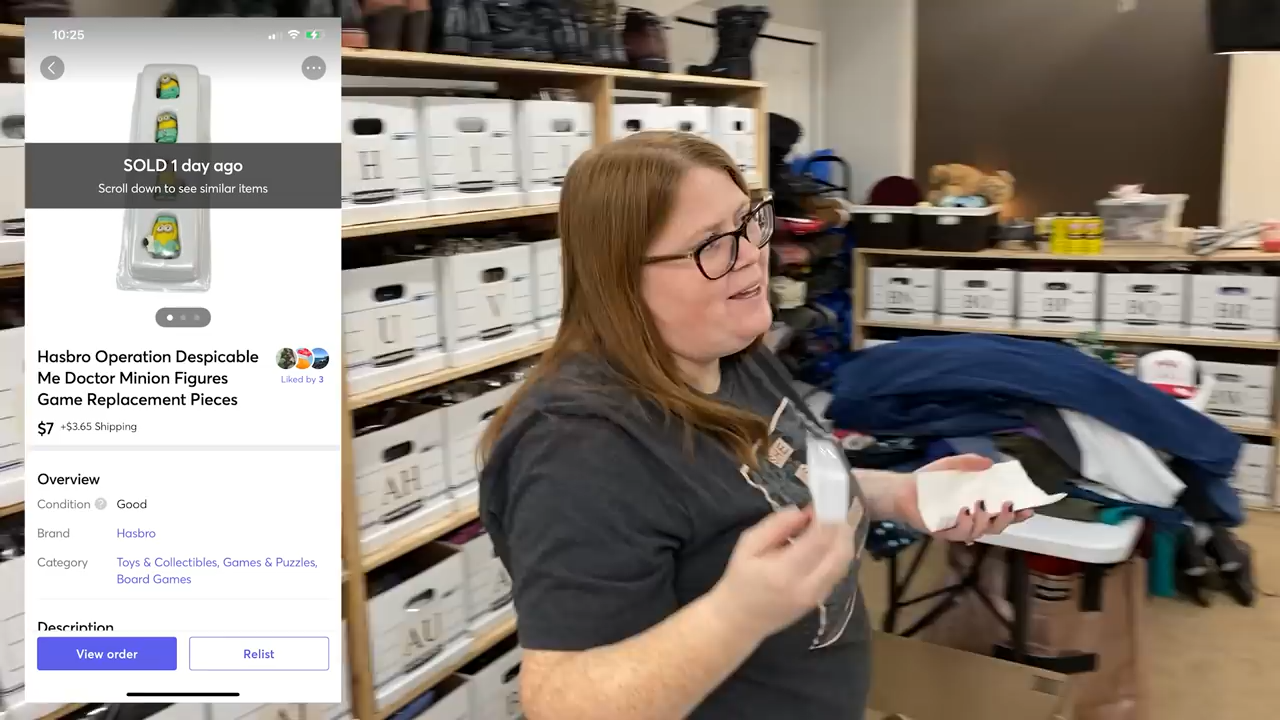 10:25
SOLD 1 day ago
Scroll down to see similar items
Hasbro Operation Despicable
Me Doctor Minion Figures
Game Replacement Pieces
Liked by 3
$7 +$3.65 Shipping
Overview
Condition ? Good
Brand Hasbro
Category Toys & Collectibles, Games & Puzzles,
Board Games
Description
View order
Relist
H
I
U
V
AH
AU